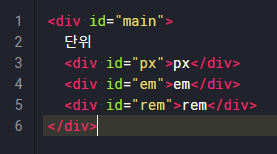 1 <div id="main">
2   단위
3   <div id="px">px</div>
4   <div id="em">em</div>
5   <div id="rem">rem</div>
6 </div>